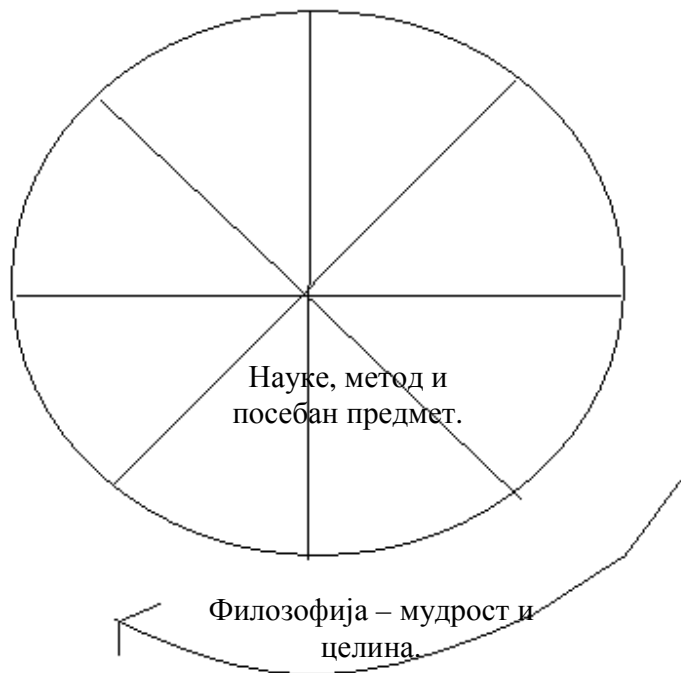 Науке, метод и
посебан предмет.
Филозофија – мудрост и
целина.